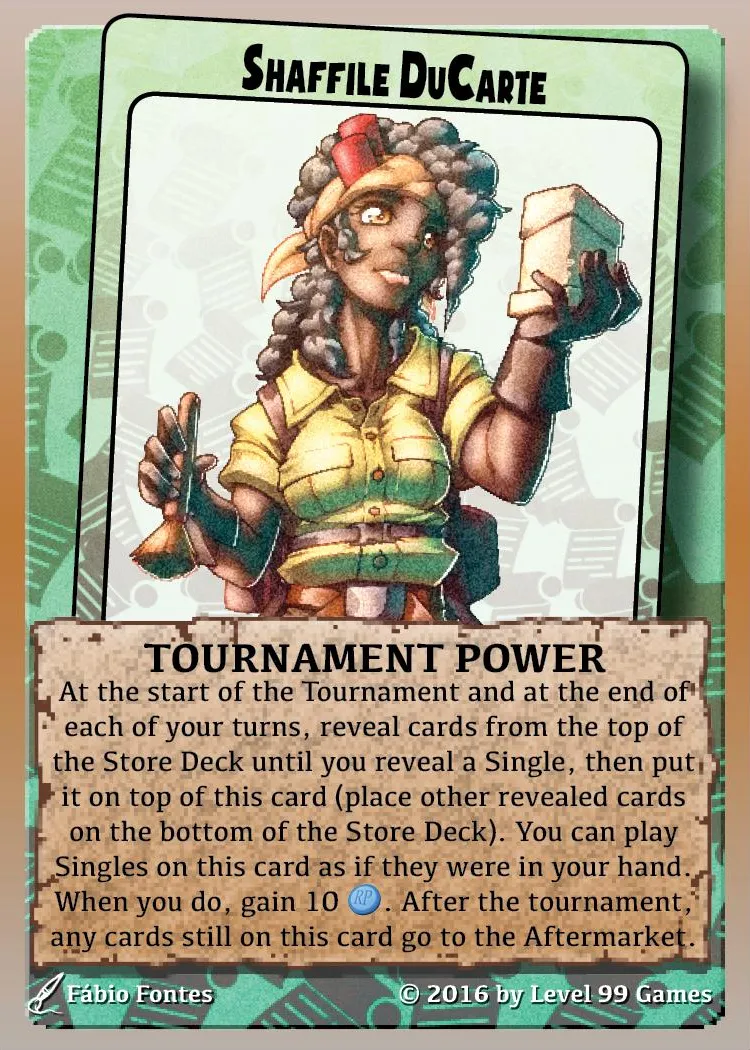 Shaffile DuCarte
TOURNAMENT POWER
At the start of the Tournament and at the end of
each of your turns, reveal cards from the top of
the Store Deck until you reveal a Single, then put
it on top of this card (place other revealed cards
on the bottom of the Store Deck). You can play
Singles on this card as if they were in your hand.
When you do, gain 10 RP. After the tournament,
any cards still on this card go to the Aftermarket.
Fábio Fontes
© 2016 by Level 99 Games